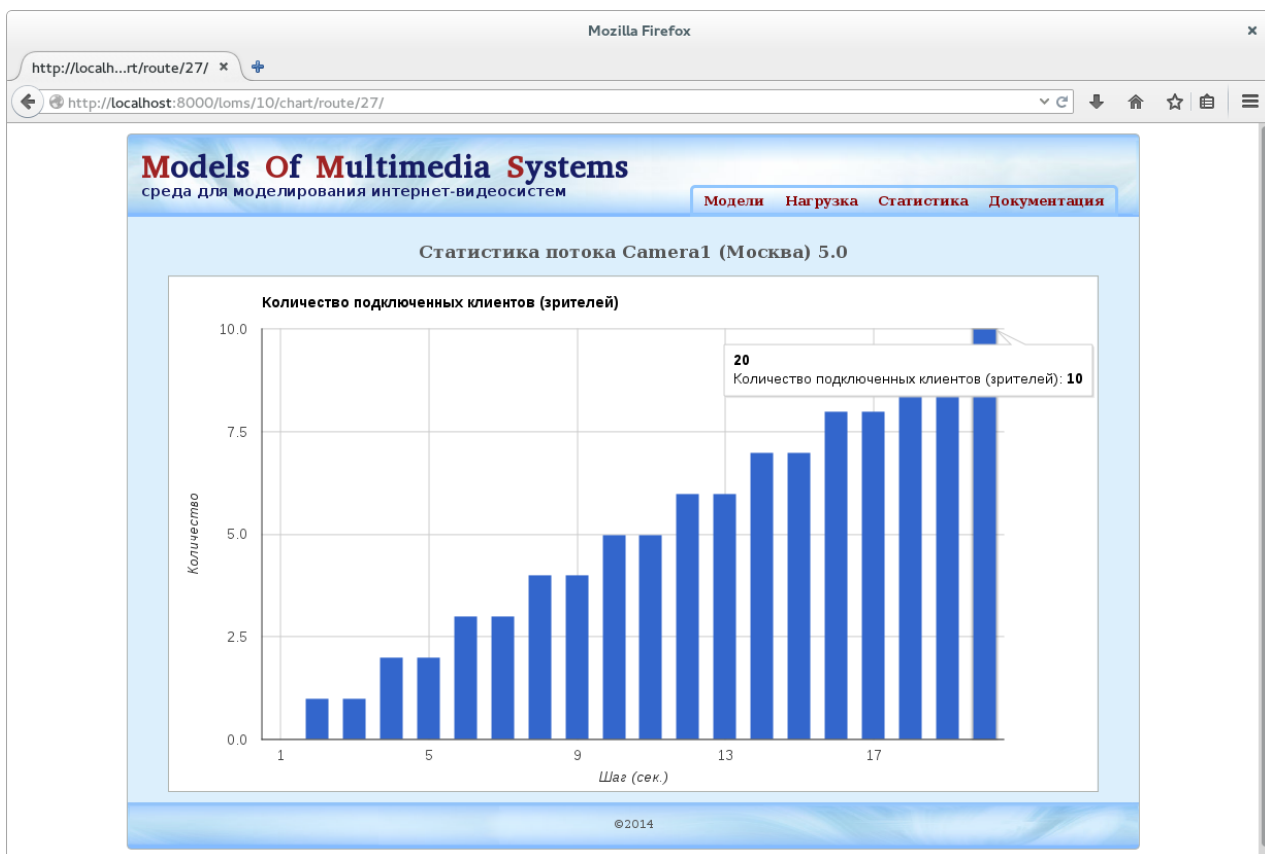 Mozilla Firefox
http://localh...rt/route/27/
http://localhost:8000/loms/10/chart/route/27/
Models Of Multimedia Systems
среда для моделирования интернет-видеосистем
Модели Нагрузка Статистика Документация
Статистика потока Camera1 (Москва) 5.0
Количество подключенных клиентов (зрителей)
10.0
20
Количество подключенных клиентов (зрителей): 10
7.5
5.0
Количество
2.5
0.0
1 5 9 13 17
Шаг (сек.)
©2014